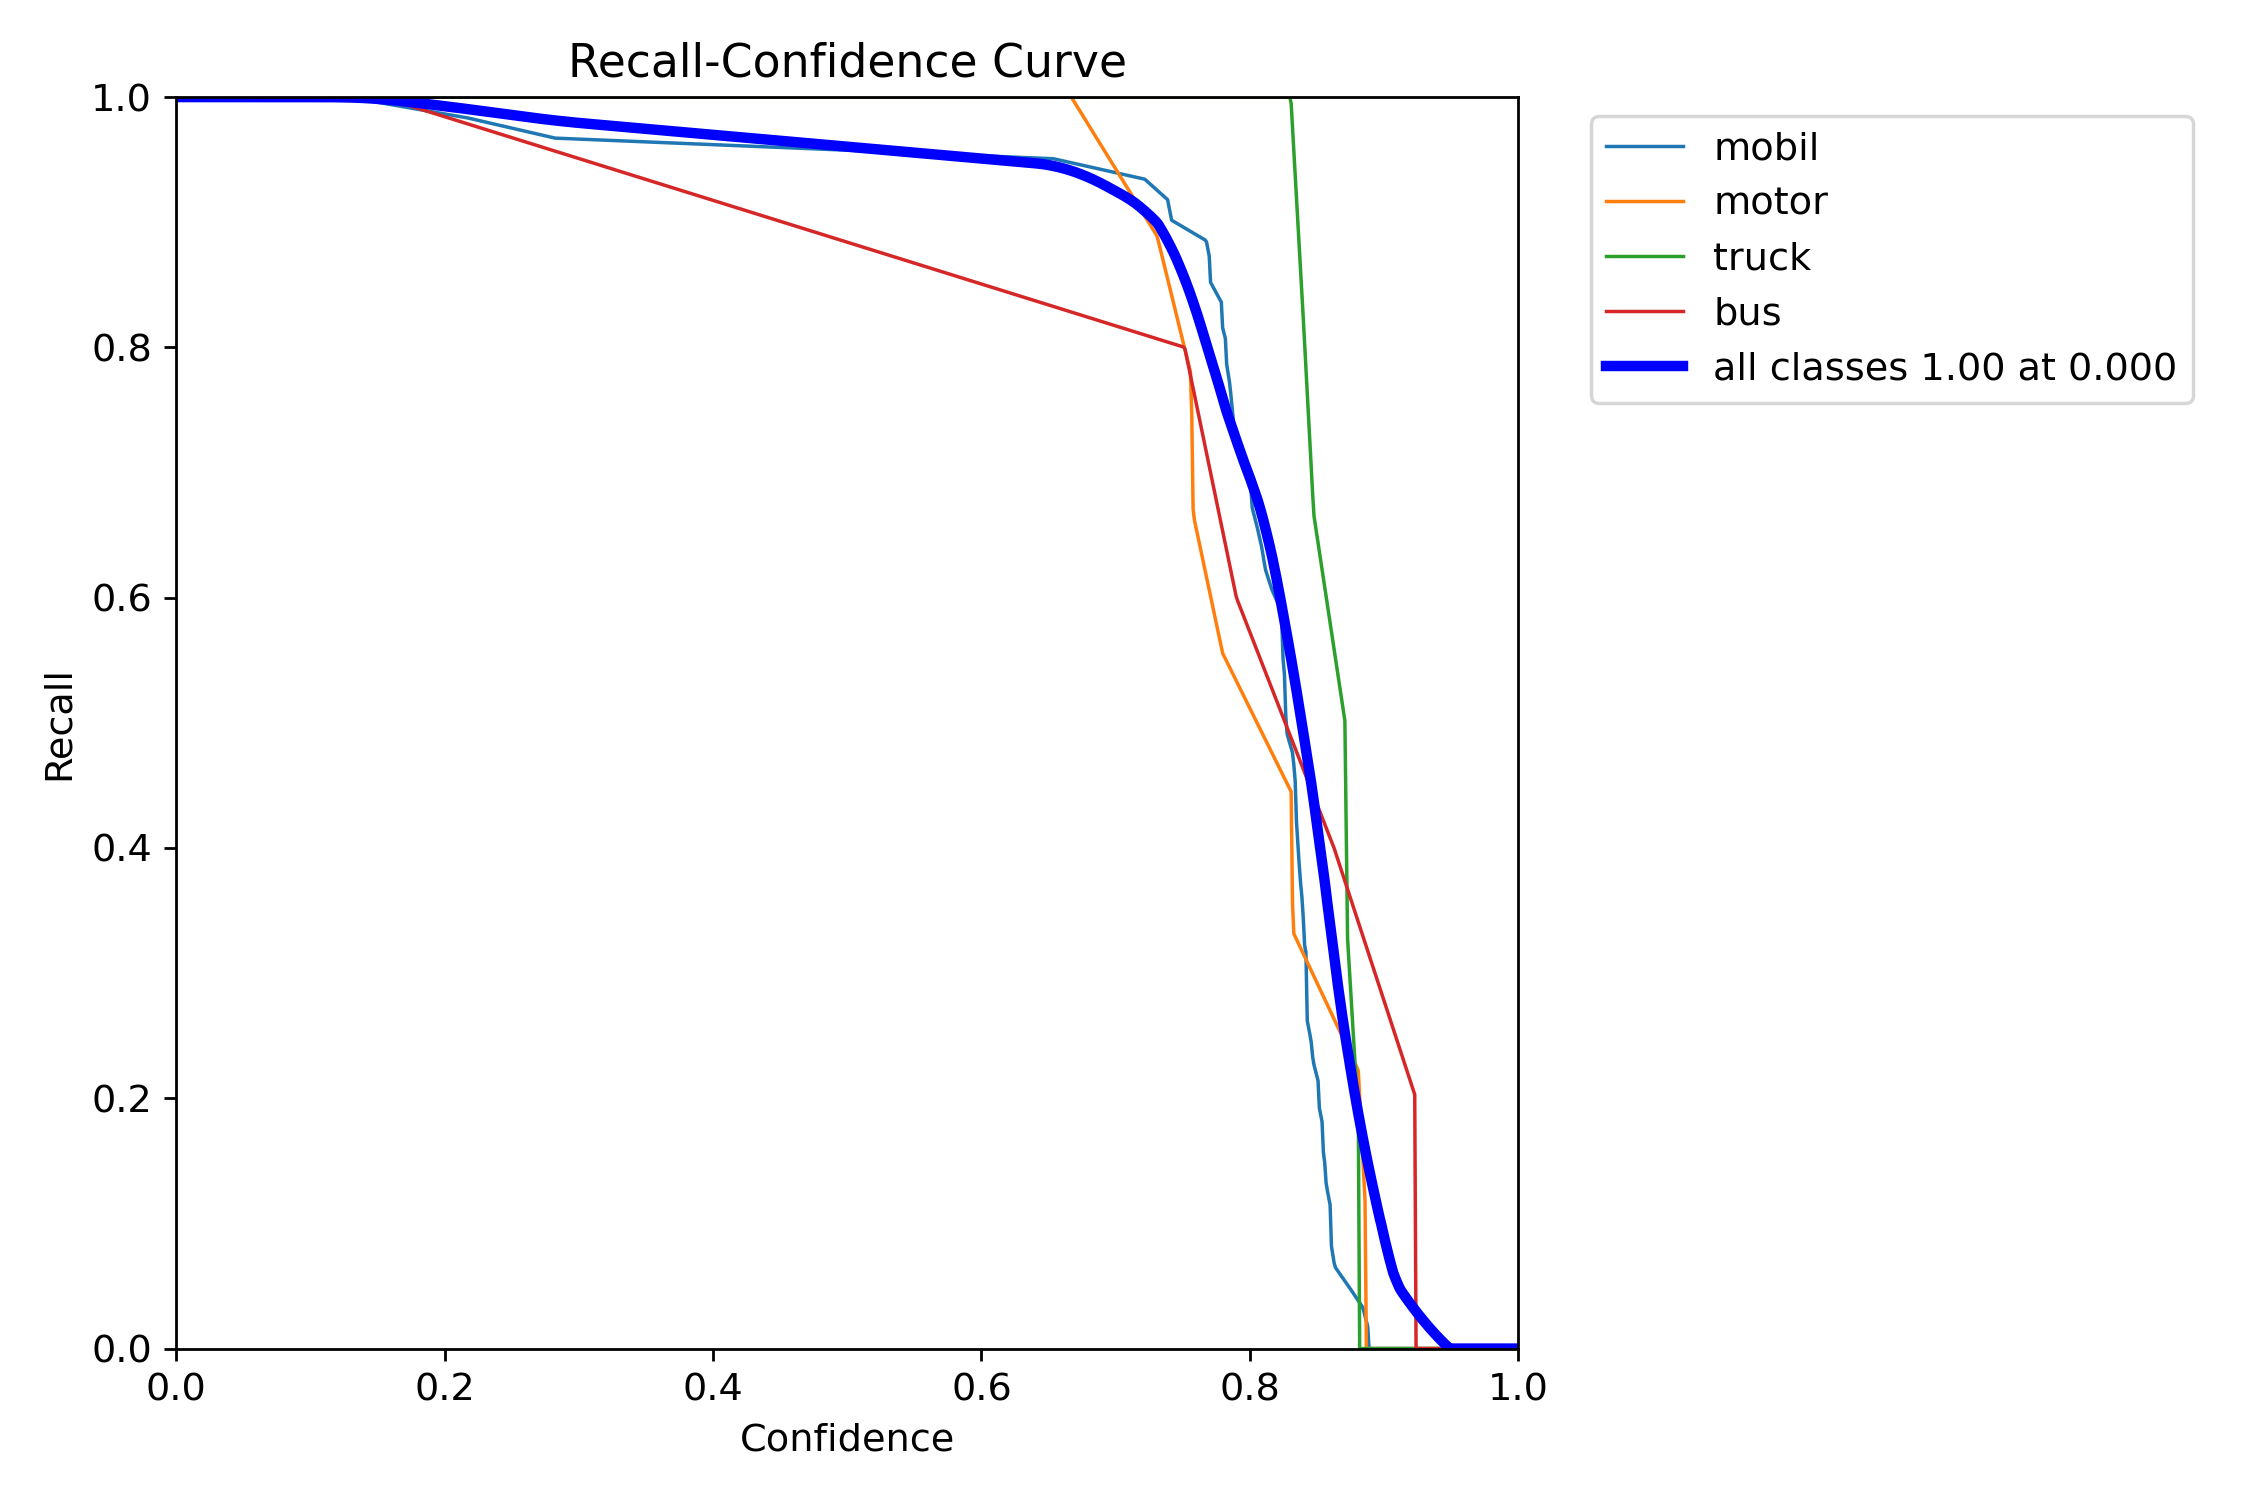 Recall-Confidence Curve
1.0
0.8
0.6
0.4
0.2
0.0
Recall
0.0 0.2 0.4 0.6 0.8 1.0
Confidence
mobil
motor
truck
bus
all classes 1.00 at 0.000